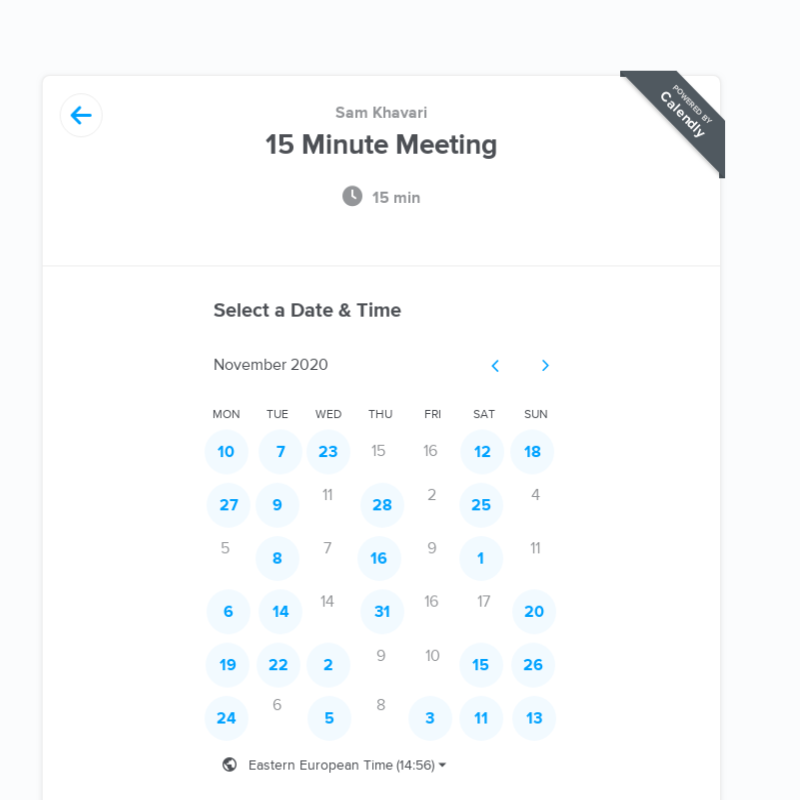 POWERED BY
Calendly
Sam Khavari
15 Minute Meeting
15 min
Select a Date & Time
November 2020
MON TUE WED THU FRI SAT SUN
10 7 23 15 16 12 18
27 9 11 28 2 25 4
5 8 7 16 9 1 11
6 14 14 31 16 17 20
19 22 2 9 10 15 26
24 6 5 8 3 11 13
Eastern European Time (14:56)